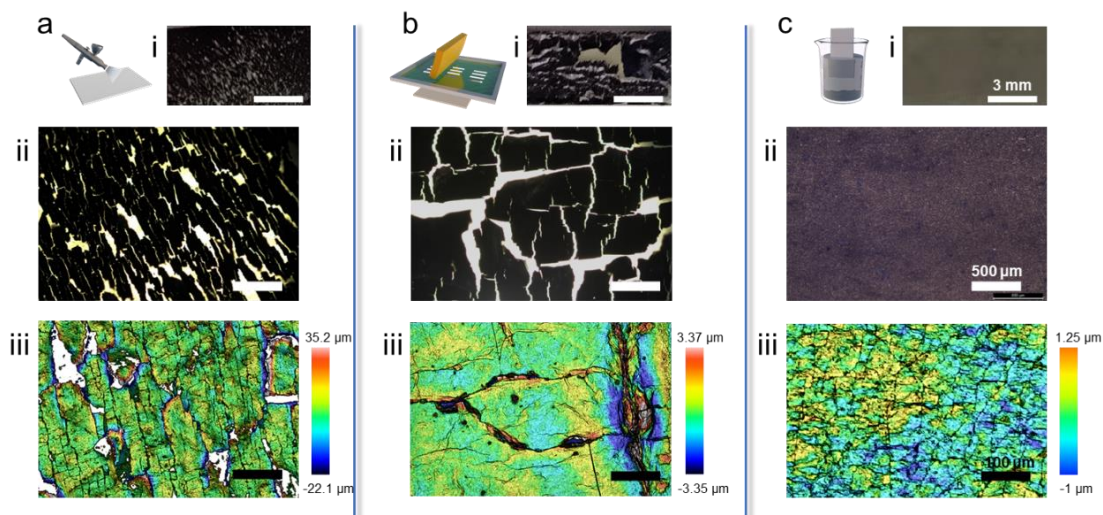 a
i
ii
iii
35.2 µm
-22.1 µm
b
i
ii
iii
3.37 µm
-3.35 µm
c
i
3 mm
ii
500 µm
iii
100 µm
1.25 µm
-1 µm